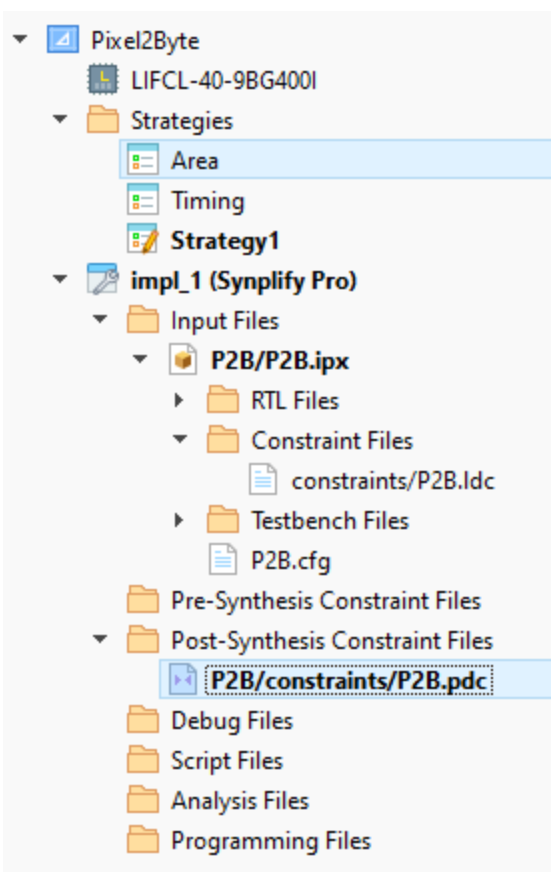 Pixel2Byte
LIFCL-40-9BG400I
Strategies
Area
Timing
Strategy1
impl_1 (Synplify Pro)
Input Files
P2B/P2B.ipx
RTL Files
Constraint Files
constraints/P2B.ldc
Testbench Files
P2B.cfg
Pre-Synthesis Constraint Files
Post-Synthesis Constraint Files
P2B/constraints/P2B.pdc
Debug Files
Script Files
Analysis Files
Programming Files